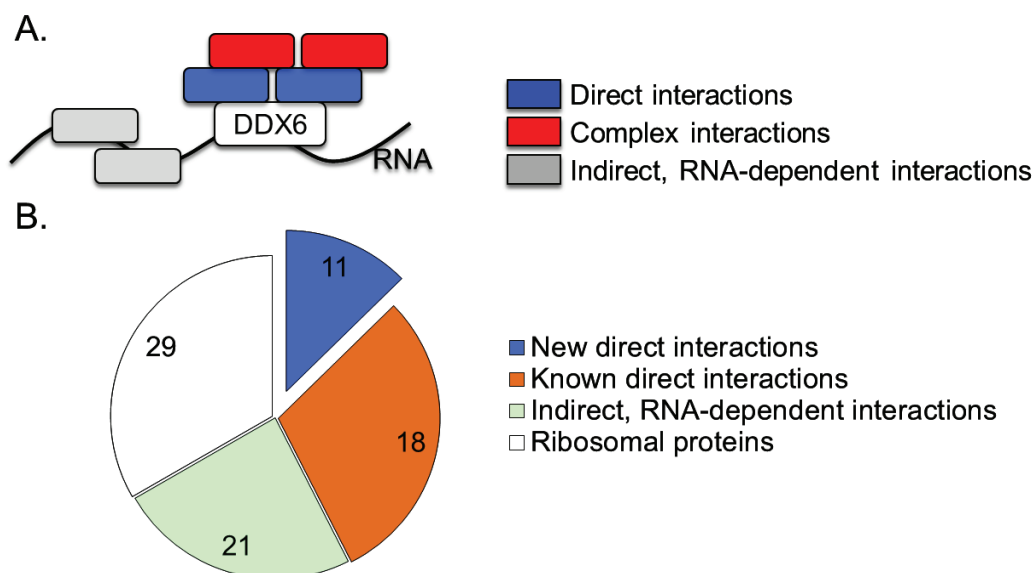 A.
DDX6
RNA
Direct interactions
Complex interactions
Indirect, RNA-dependent interactions
B.
11
29
18
21
New direct interactions
Known direct interactions
Indirect, RNA-dependent interactions
Ribosomal proteins